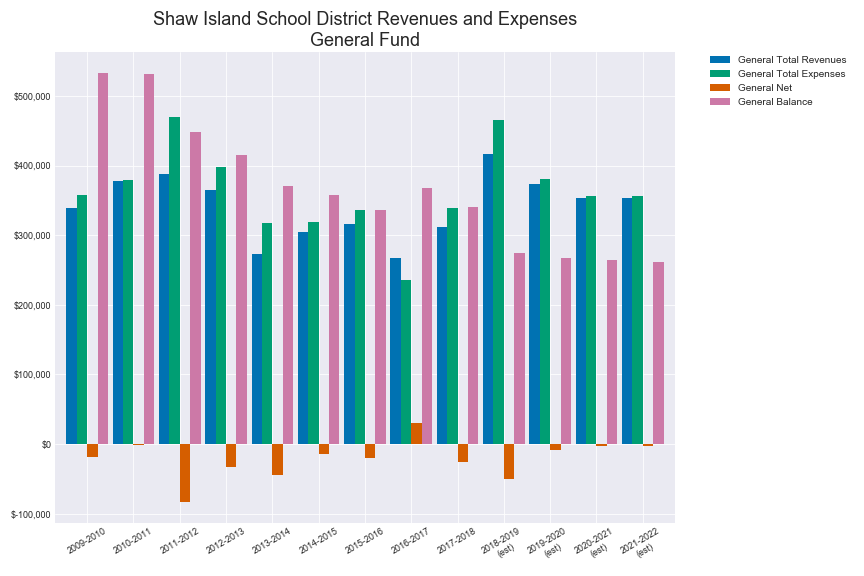 Shaw Island School District Revenues and Expenses
General Fund
General Total Revenues
General Total Expenses
General Net
General Balance
$500,000
$400,000
$300,000
$200,000
$100,000
$0
$-100,000
2009-2010
2010-2011
2011-2012
2012-2013
2013-2014
2014-2015
2015-2016
2016-2017
2017-2018
2018-2019
(est)
2019-2020
(est)
2020-2021
(est)
2021-2022
(est)